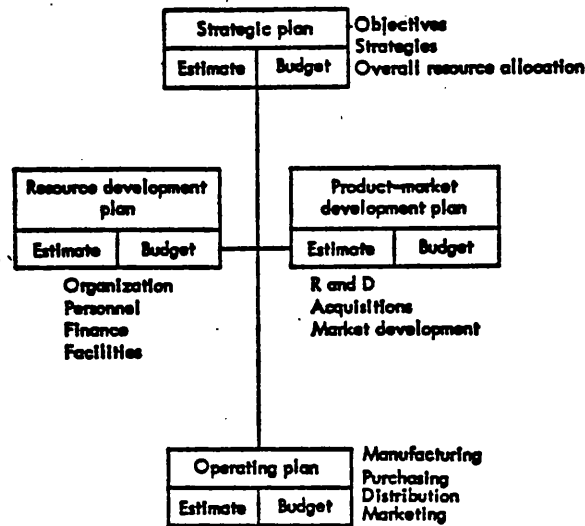 Strategic plan
Estimate Budget
Objectives
Strategies
Overall resource allocation
Resource development
plan
Estimate Budget
Organization
Personnel
Finance
Facilities
Product-market
development plan
Estimate Budget
R and D
Acquisitions
Market development
Operating plan
Estimate Budget
Manufacturing
Purchasing
Distribution
Marketing